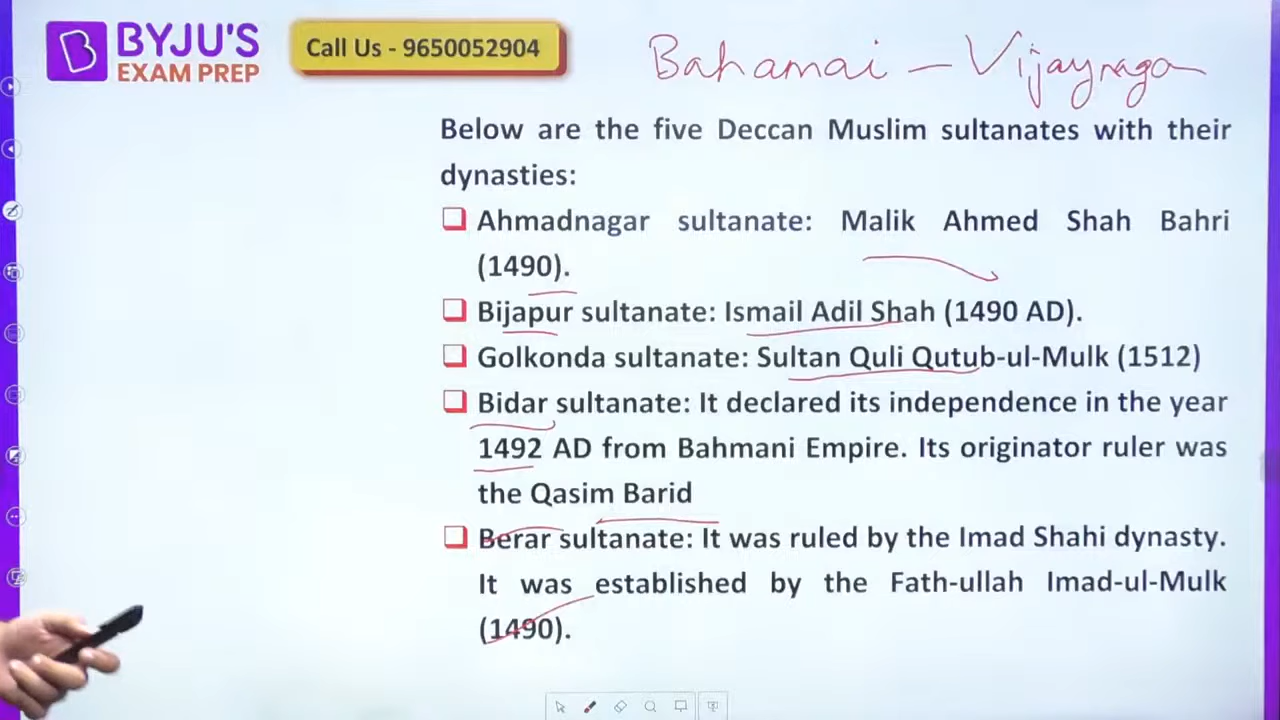 BYJU'S
EXAM PREP
Call Us - 9650052904
Bahamai - Vijaynaga
Below are the five Deccan Muslim sultanates with their
dynasties:
Ahmadnagar sultanate: Malik Ahmed Shah Bahri
(1490).
Bijapur sultanate: Ismail Adil Shah (1490 AD).
Golkonda sultanate: Sultan Quli Qutub-ul-Mulk (1512)
Bidar sultanate: It declared its independence in the year
1492 AD from Bahmani Empire. Its originator ruler was
the Qasim Barid
Berar sultanate: It was ruled by the Imad Shahi dynasty.
It was established by the Fath-ullah Imad-ul-Mulk
(1490).